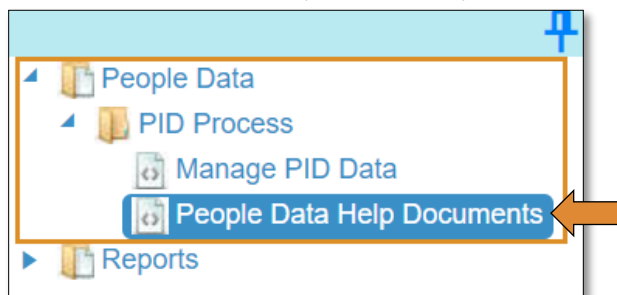 People Data
PID Process
Manage PID Data
People Data Help Documents
Reports